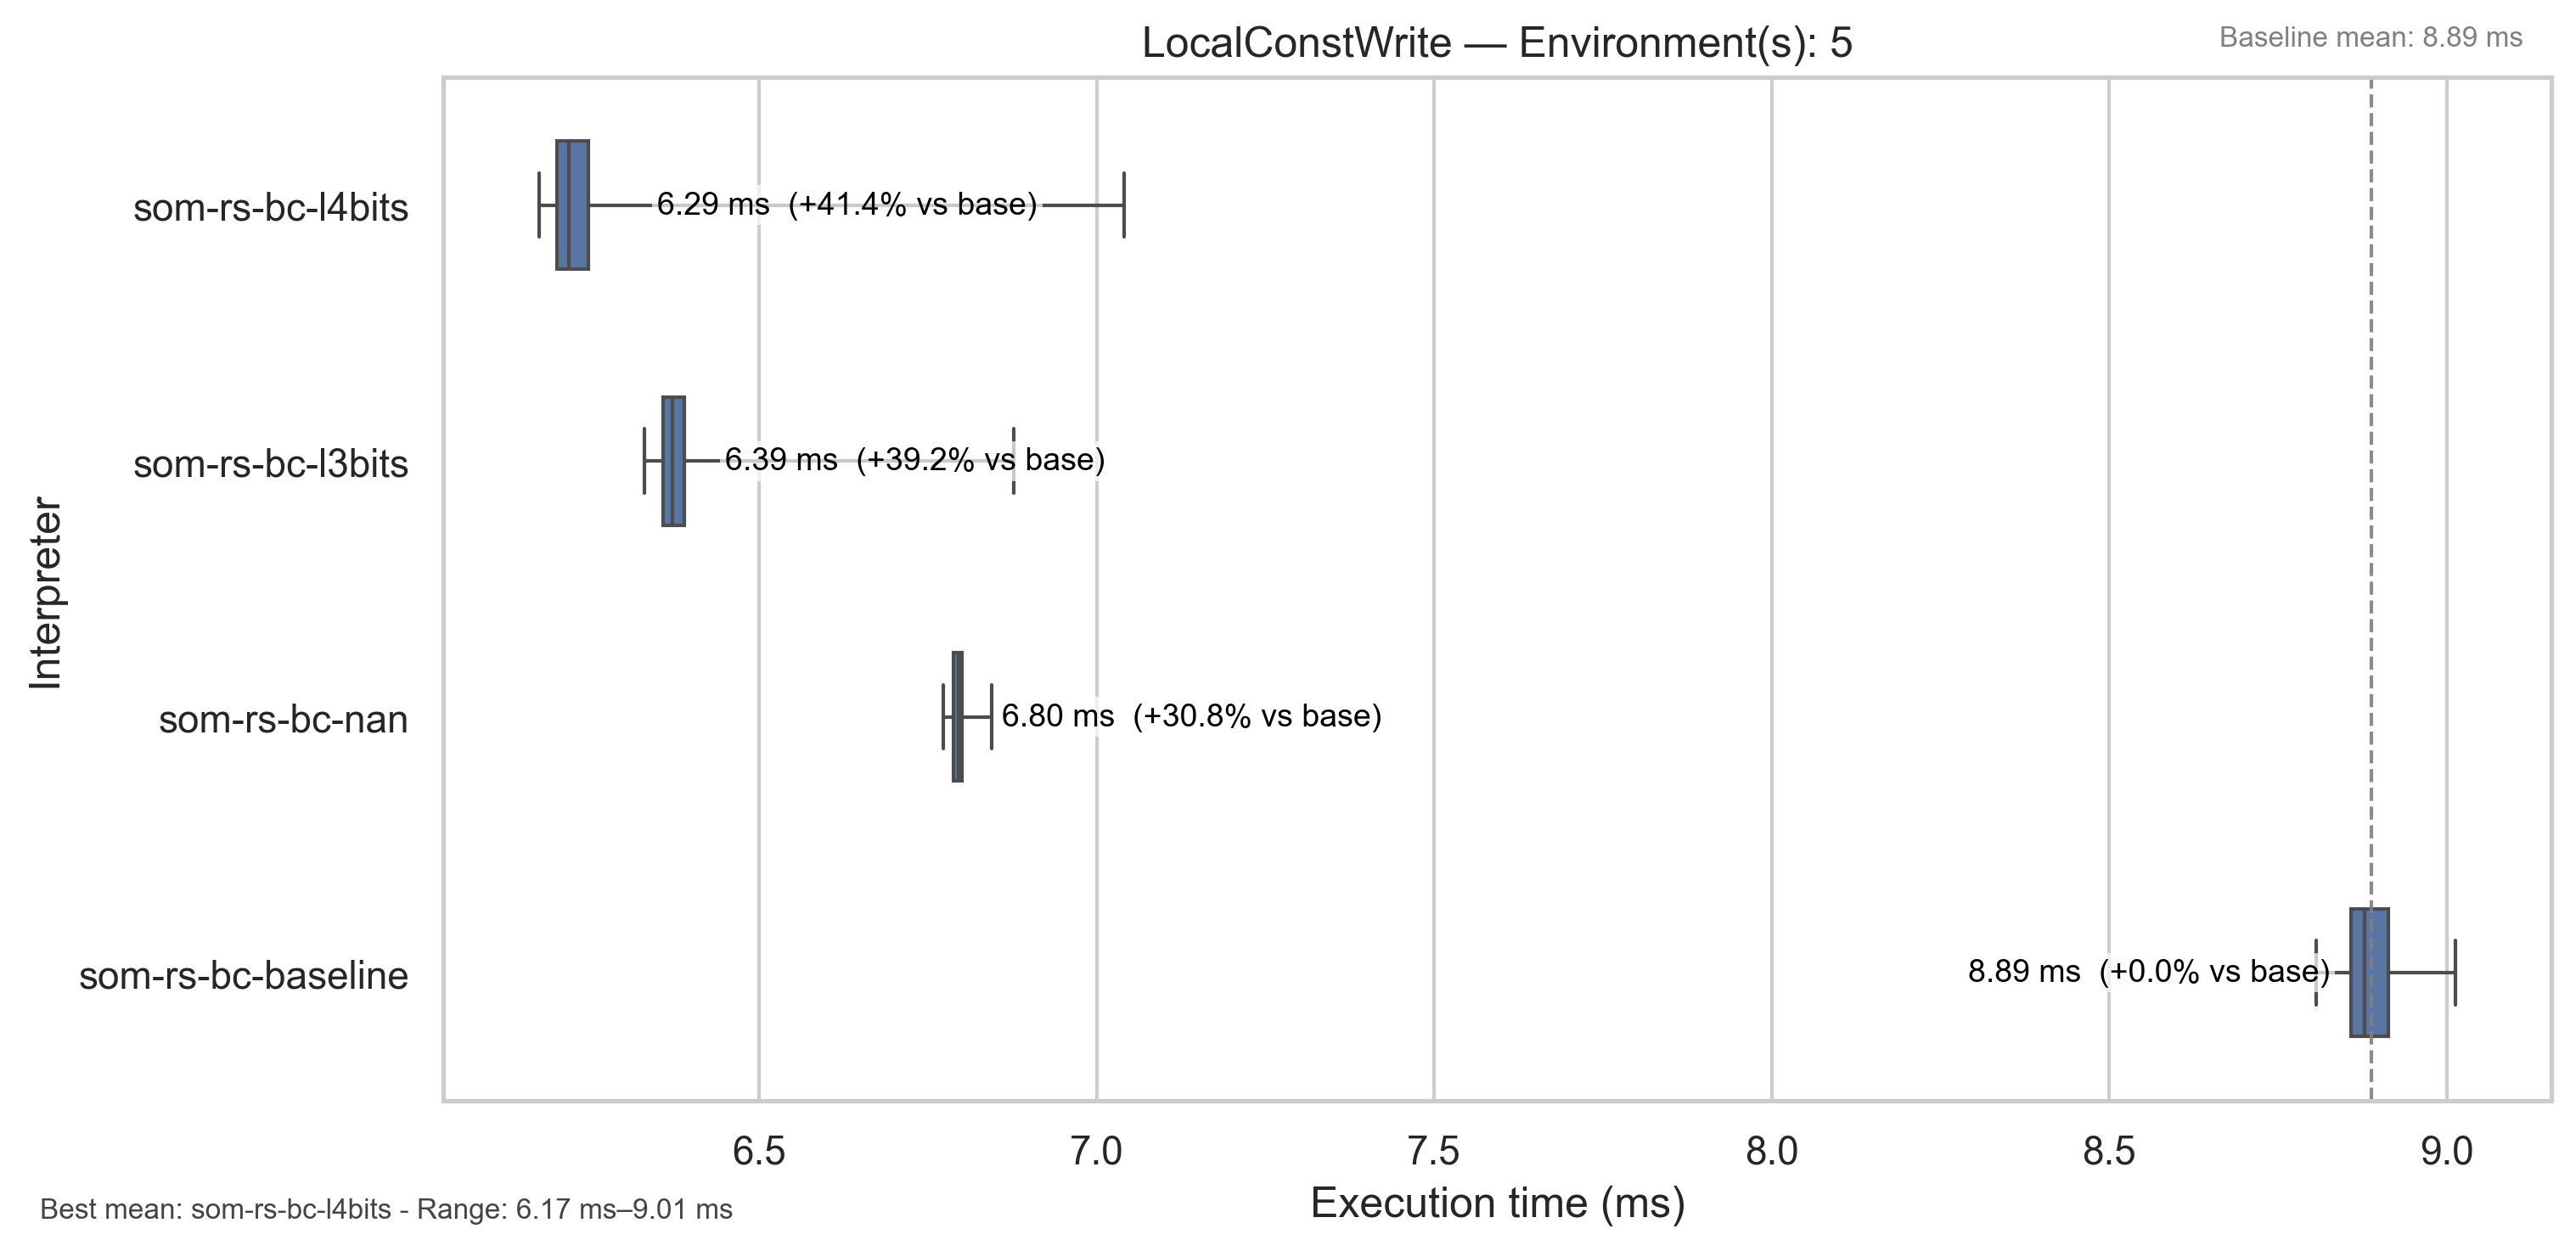 LocalConstWrite — Environment(s): 5
Baseline mean: 8.89 ms
Interpreter
som-rs-bc-l4bits
6.29 ms (+41.4% vs base)
som-rs-bc-l3bits
6.39 ms (+39.2% vs base)
som-rs-bc-nan
6.80 ms (+30.8% vs base)
som-rs-bc-baseline
8.89 ms (+0.0% vs base)
6.5 7.0 7.5 8.0 8.5 9.0
Execution time (ms)
Best mean: som-rs-bc-l4bits - Range: 6.17 ms–9.01 ms